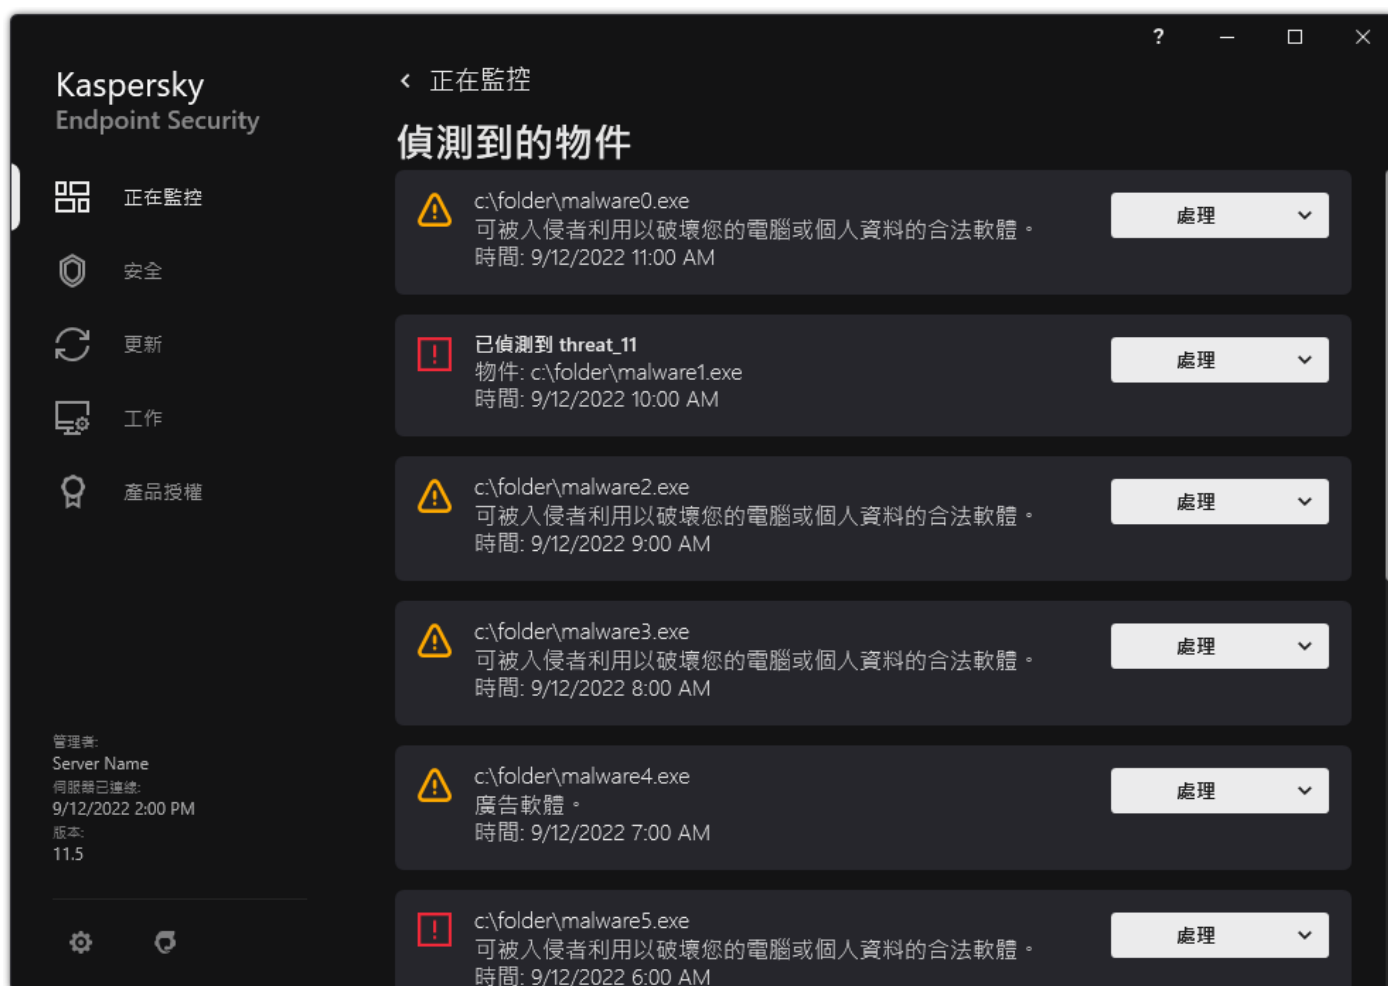 ?
Kaspersky
Endpoint Security
正在監控
安全
更新
工作
產品授權
管理者:
Server Name
伺服器已連線:
9/12/2022 2:00 PM
版本:
11.5
正在監控
偵測到的物件
c:\folder\malware0.exe
可被入侵者利用以破壞您的電腦或個人資料的合法軟體。
時間: 9/12/2022 11:00 AM
處理
已偵測到 threat_11
物件: c:\folder\malware1.exe
時間: 9/12/2022 10:00 AM
處理
c:\folder\malware2.exe
可被入侵者利用以破壞您的電腦或個人資料的合法軟體。
時間: 9/12/2022 9:00 AM
處理
c:\folder\malware3.exe
可被入侵者利用以破壞您的電腦或個人資料的合法軟體。
時間: 9/12/2022 8:00 AM
處理
c:\folder\malware4.exe
廣告軟體。
時間: 9/12/2022 7:00 AM
處理
c:\folder\malware5.exe
可被入侵者利用以破壞您的電腦或個人資料的合法軟體。
時間: 9/12/2022 6:00 AM
處理